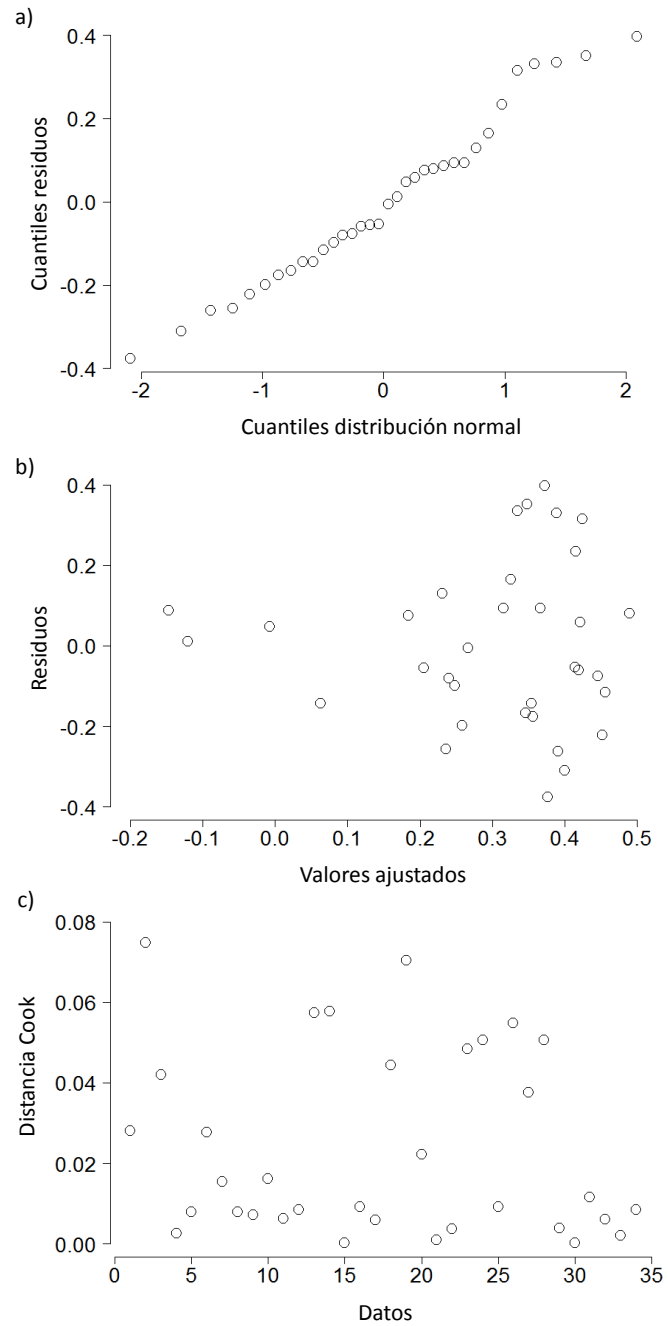 a)
0.4
0.2
0.0
-0.2
-0.4
Cuantiles residuos
-2 -1 0 1 2
Cuantiles distribución normal
b)
0.4
0.2
0.0
-0.2
-0.4
Residuos
-0.2 -0.1 0.0 0.1 0.2 0.3 0.4 0.5
Valores ajustados
c)
0.08
0.06
0.04
0.02
0.00
Distancia Cook
0 5 10 15 20 25 30 35
Datos